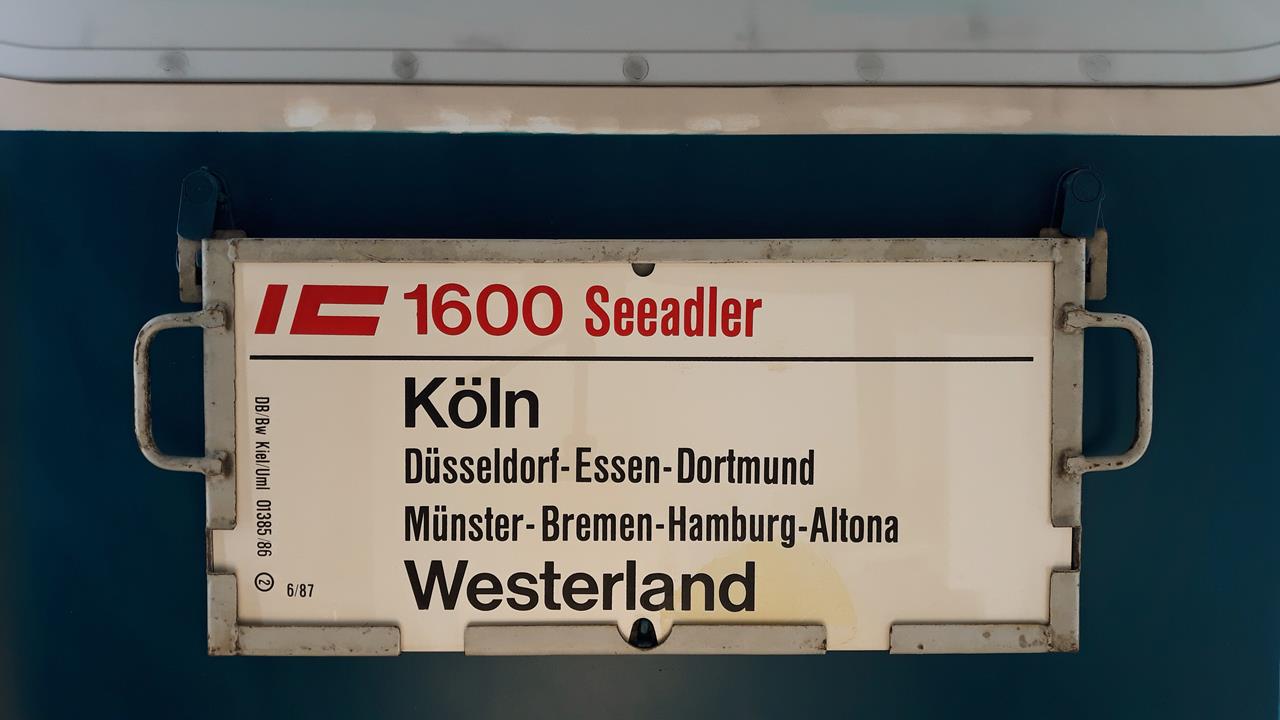 IC 1600 Seeadler
Köln
Düsseldorf-Essen-Dortmund
Münster-Bremen-Hamburg-Altona
Westerland
DB/Bw Kiel/Uml 01385/86 ②
6/87